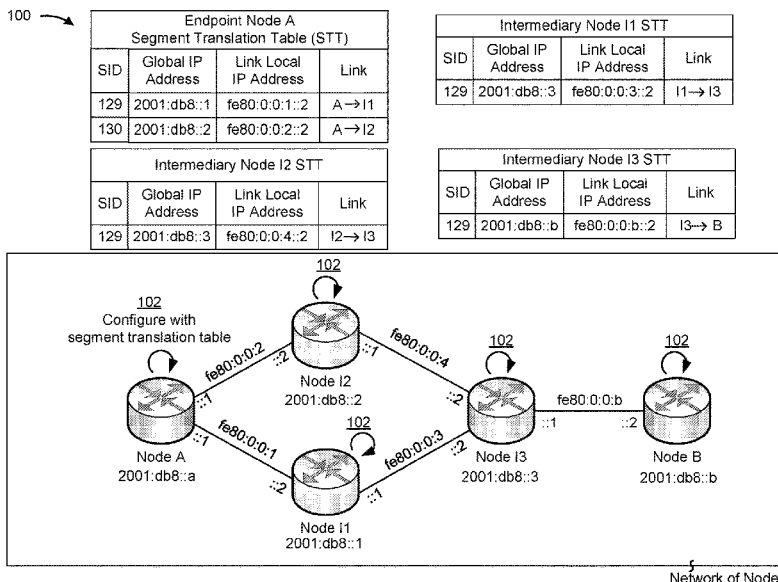 100
Endpoint Node A
Segment Translation Table (STT)
SID Global IP Address Link Local IP Address Link
129 2001:db8::1 fe80:0:0:1::2 A→I1
130 2001:db8::2 fe80:0:0:2::2 A→I2
Intermediary Node I1 STT
SID Global IP Address Link Local IP Address Link
129 2001:db8::3 fe80:0:0:3::2 I1→I3
Intermediary Node I2 STT
SID Global IP Address Link Local IP Address Link
129 2001:db8::3 fe80:0:0:4::2 I2→I3
Intermediary Node I3 STT
SID Global IP Address Link Local IP Address Link
129 2001:db8::b fe80:0:0:b::2 I3→B
102
Configure with
segment translation table
102
102
102
102
fe80:0:0:2
::1
::2
fe80:0:0:4
::1
::2
fe80:0:0:1
::1
::2
fe80:0:0:3
::1
::2
fe80:0:0:b
::1
::2
Node I2
2001:db8::2
Node A
2001:db8::a
Node I3
2001:db8::3
Node B
2001:db8::b
Node I1
2001:db8::1
Network of Node